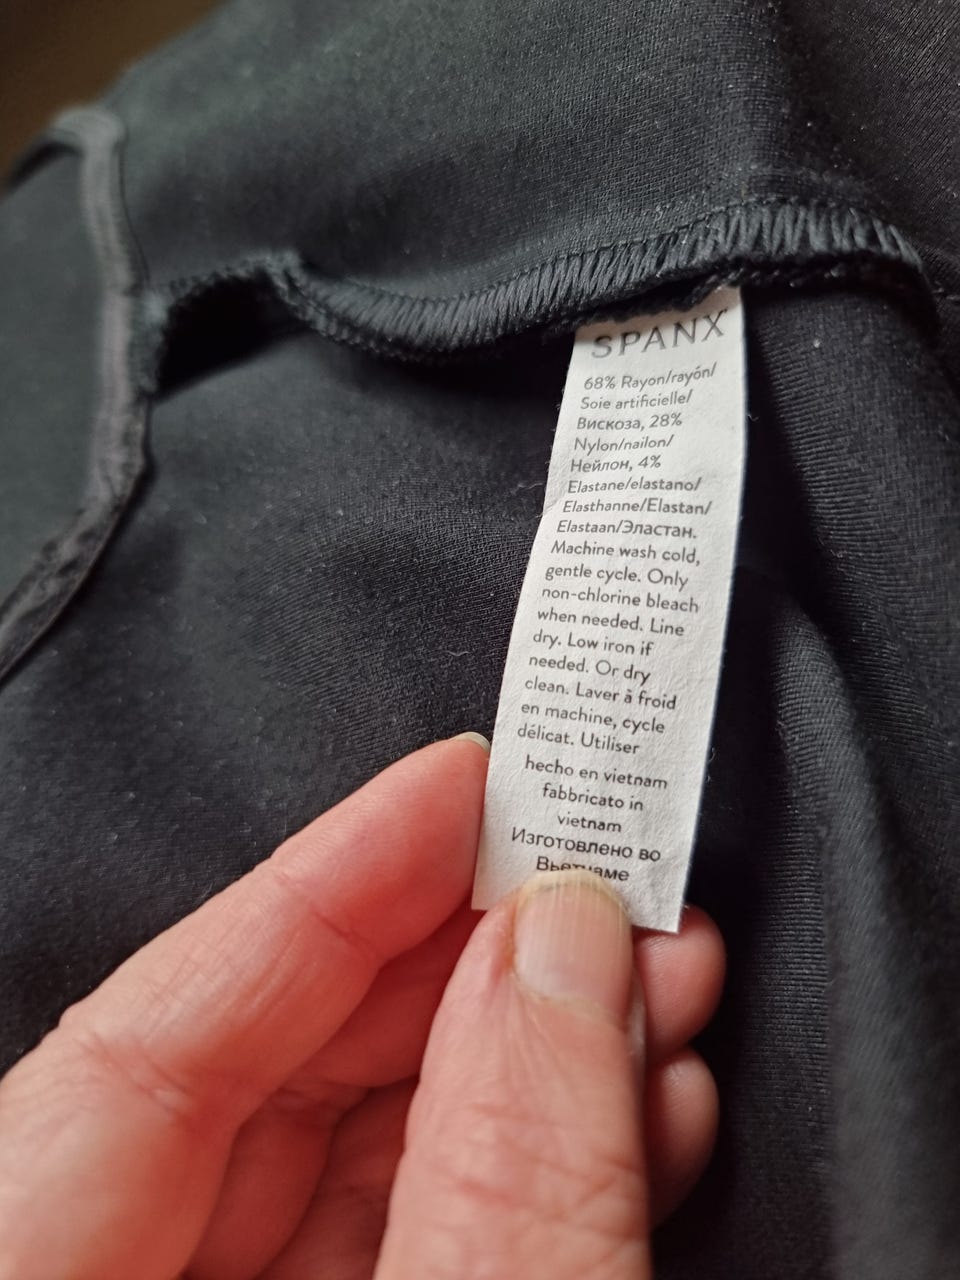 SPANX
68% Rayon/rayón/
Soie artificielle/
Вискоза, 28%
Nylon/nailon/
Нейлон, 4%
Elastane/elastano/
Elasthanne/Elastan/
Elastaan/Эластан.
Machine wash cold,
gentle cycle. Only
non-chlorine bleach
when needed. Line
dry. Low iron if
needed. Or dry
clean. Laver à froid
en machine, cycle
délicat. Utiliser
hecho en vietnam
fabbricato in
vietnam
Изготовлено во
Вьетнаме